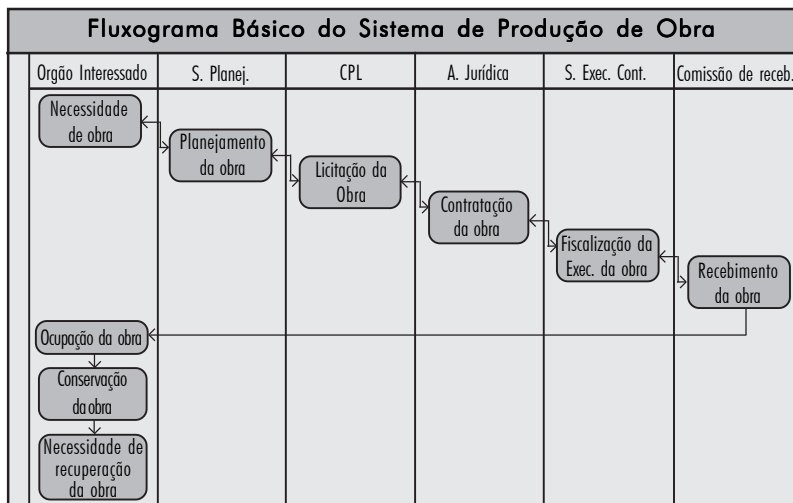 Fluxograma Básico do Sistema de Produção de Obra
Orgão Interessado
S. Planej.
CPL
A. Jurídica
S. Exec. Cont.
Comissão de receb.
Necessidade
de obra
Planejamento
da obra
Licitação da
Obra
Contratação
da obra
Fiscalização da
Exec. da obra
Recebimento
da obra
Ocupação da obra
Conservação
da obra
Necessidade de
recuperação
da obra